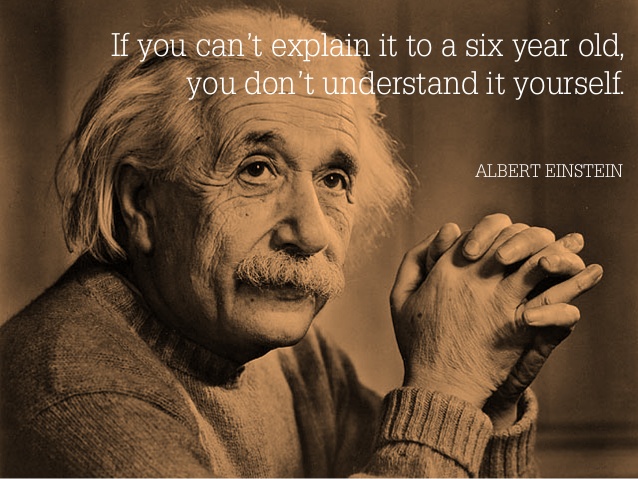 If you can’t explain it to a six year old,
you don’t understand it yourself.
ALBERT EINSTEIN